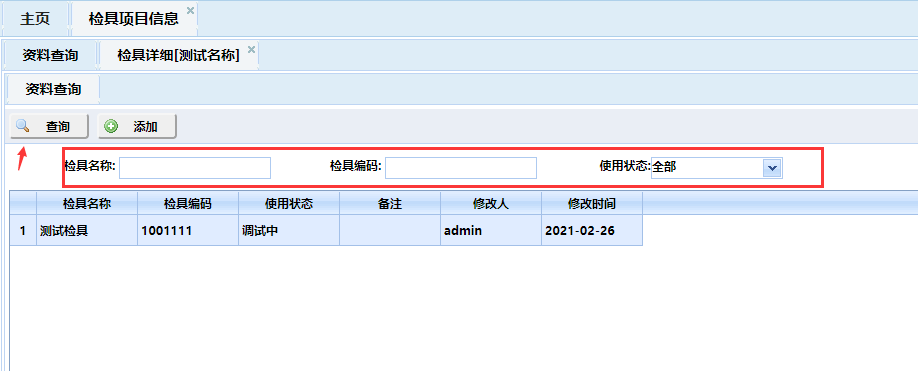 主页 检具项目信息
资料查询 检具详细[测试名称]
资料查询
查询 添加
检具名称: 检具编码: 使用状态: 全部
检具名称 检具编码 使用状态 备注 修改人 修改时间
1 测试检具 1001111 调试中 admin 2021-02-26